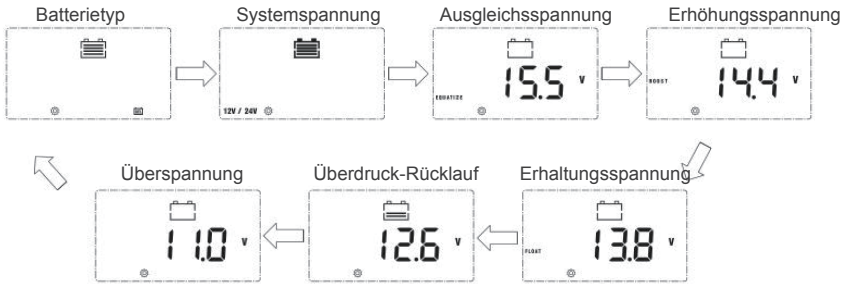 Batterietyp
Systemspannung
Ausgleichsspannung
Erhöhungsspannung
12V / 24V
EQUATIZE
15.5 V
BOOST
14.4 V
Überspannung
Überdruck-Rücklauf
Erhaltungsspannung
11.0 V
12.6 V
FLOAT
13.8 V